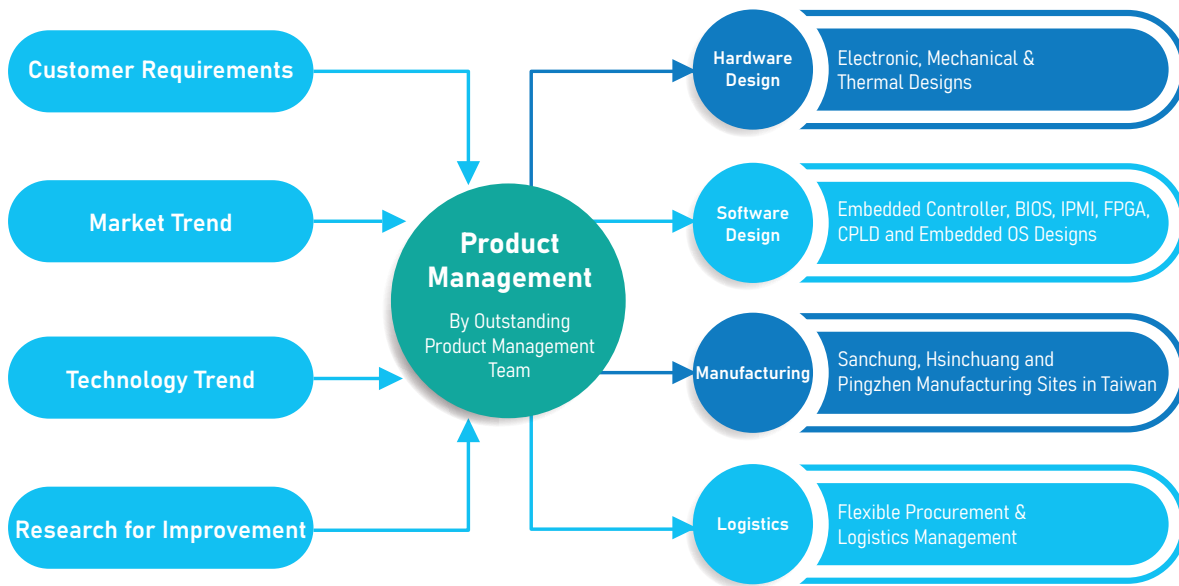 Customer Requirements
Market Trend
Technology Trend
Research for Improvement
Product
Management
By Outstanding
Product Management
Team
Hardware
Design
Electronic, Mechanical &
Thermal Designs
Software
Design
Embedded Controller, BIOS, IPMI, FPGA,
CPLD and Embedded OS Designs
Manufacturing
Sanchung, Hsinchuang and
Pingzhen Manufacturing Sites in Taiwan
Logistics
Flexible Procurement &
Logistics Management